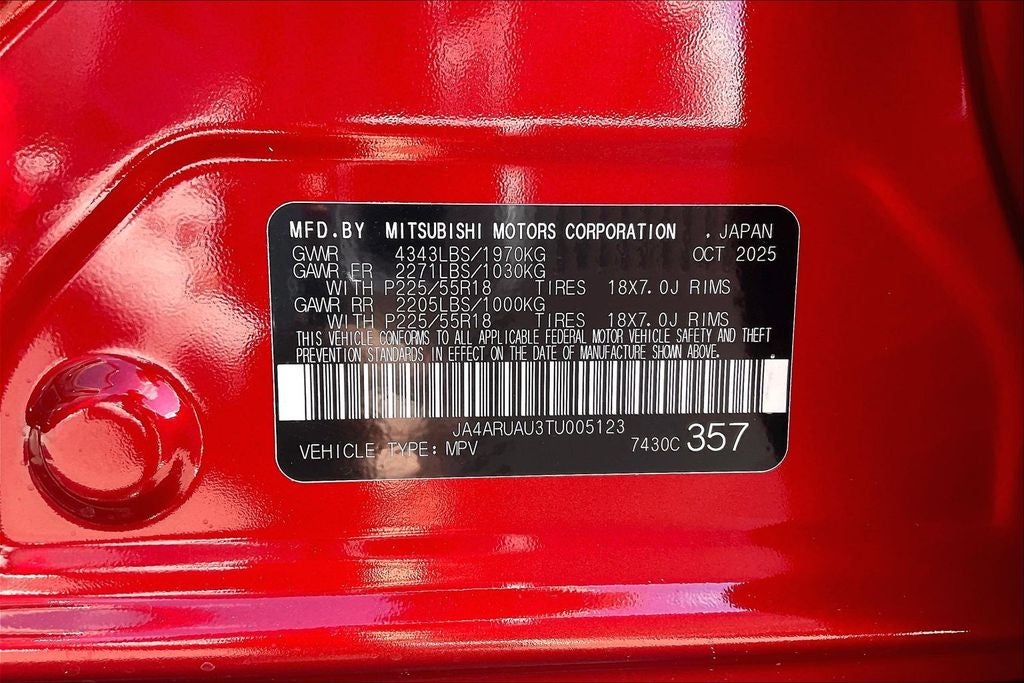 MFD.BY MITSUBISHI MOTORS CORPORATION , JAPAN
GVWR 4343LBS/1970KG OCT 2025
GAWR FR 2271LBS/1030KG
WITH P225/55R18 TIRES 18X7.0J RIMS
GAWR RR 2205LBS/1000KG
WITH P225/55R18 TIRES 18X7.0J RIMS
THIS VEHICLE CONFORMS TO ALL APPLICABLE FEDERAL MOTOR VEHICLE SAFETY AND THEFT
PREVENTION STANDARDS IN EFFECT ON THE DATE OF MANUFACTURE SHOWN ABOVE.
JA4ARUAU3TU005123
VEHICLE TYPE: MPV 7430C 357